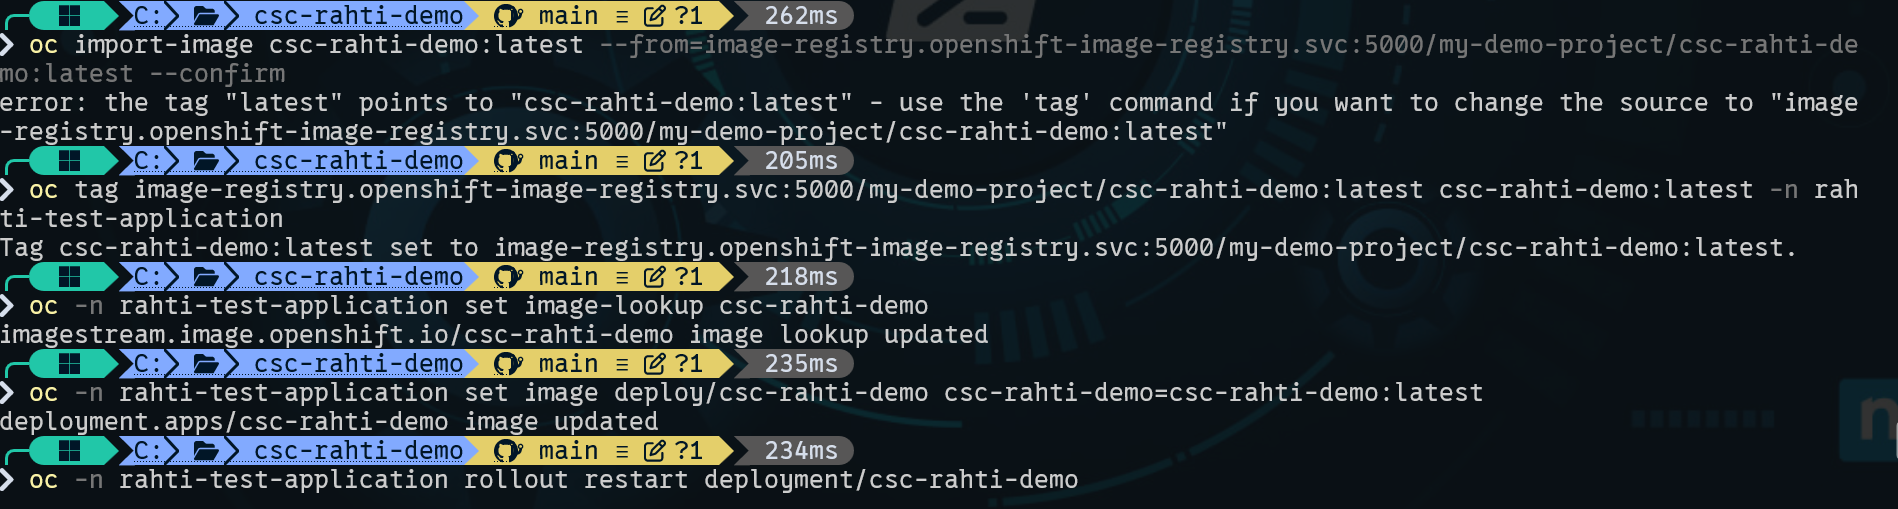 C: csc-rahti-demo main ≡ ?1 262ms
❯ oc import-image csc-rahti-demo:latest --from=image-registry.openshift-image-registry.svc:5000/my-demo-project/csc-rahti-de
mo:latest --confirm
error: the tag "latest" points to "csc-rahti-demo:latest" - use the 'tag' command if you want to change the source to "image
-registry.openshift-image-registry.svc:5000/my-demo-project/csc-rahti-demo:latest"
C: csc-rahti-demo main ≡ ?1 205ms
❯ oc tag image-registry.openshift-image-registry.svc:5000/my-demo-project/csc-rahti-demo:latest csc-rahti-demo:latest -n rah
ti-test-application
Tag csc-rahti-demo:latest set to image-registry.openshift-image-registry.svc:5000/my-demo-project/csc-rahti-demo:latest.
C: csc-rahti-demo main ≡ ?1 218ms
❯ oc -n rahti-test-application set image-lookup csc-rahti-demo
imagestream.image.openshift.io/csc-rahti-demo image lookup updated
C: csc-rahti-demo main ≡ ?1 235ms
❯ oc -n rahti-test-application set image deploy/csc-rahti-demo csc-rahti-demo=csc-rahti-demo:latest
deployment.apps/csc-rahti-demo image updated
C: csc-rahti-demo main ≡ ?1 234ms
❯ oc -n rahti-test-application rollout restart deployment/csc-rahti-demo